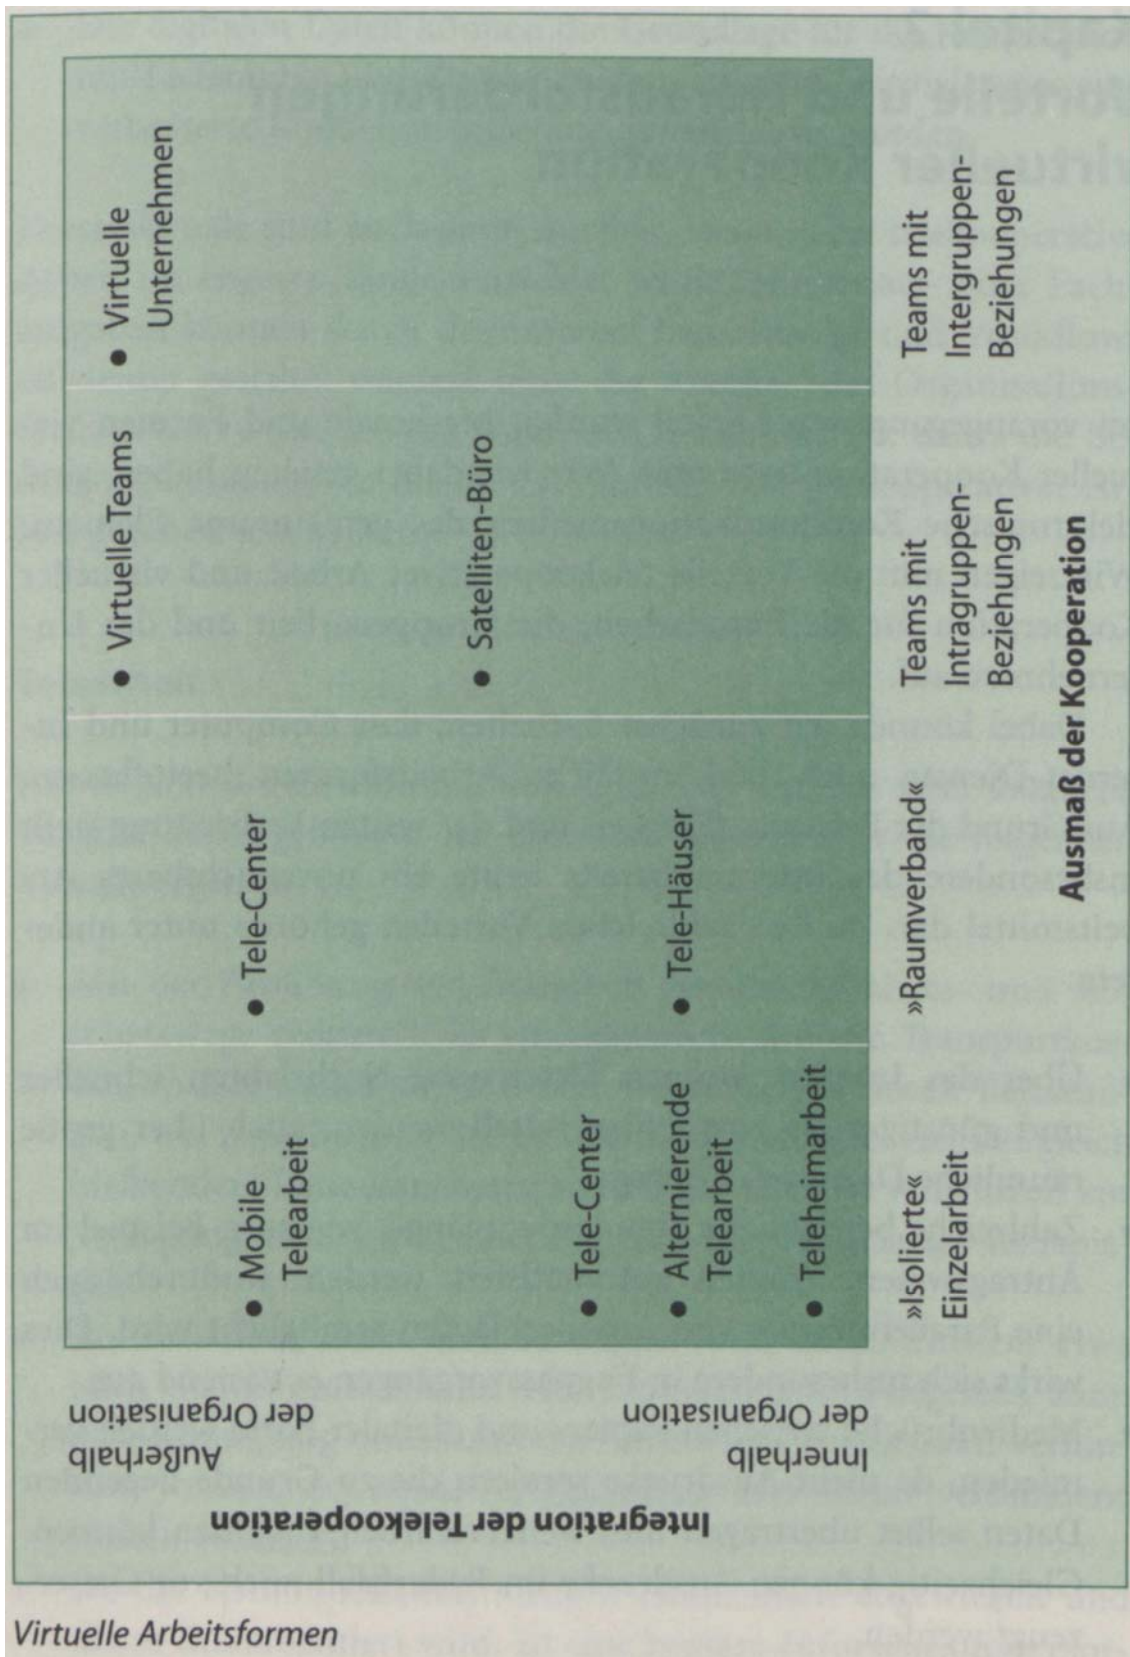 Integration der Telekooperation
Außerhalb
der Organisation
Innerhalb
der Organisation
• Mobile
Telearbeit
• Tele-Center
• Alternierende
Telearbeit
• Teleheimarbeit
• Tele-Center
• Tele-Häuser
• Virtuelle Teams
• Satelliten-Büro
• Virtuelle
Unternehmen
»Isolierte«
Einzelarbeit
»Raumverband«
Teams mit
Intragruppen-
Beziehungen
Teams mit
Intergruppen-
Beziehungen
Ausmaß der Kooperation
Virtuelle Arbeitsformen